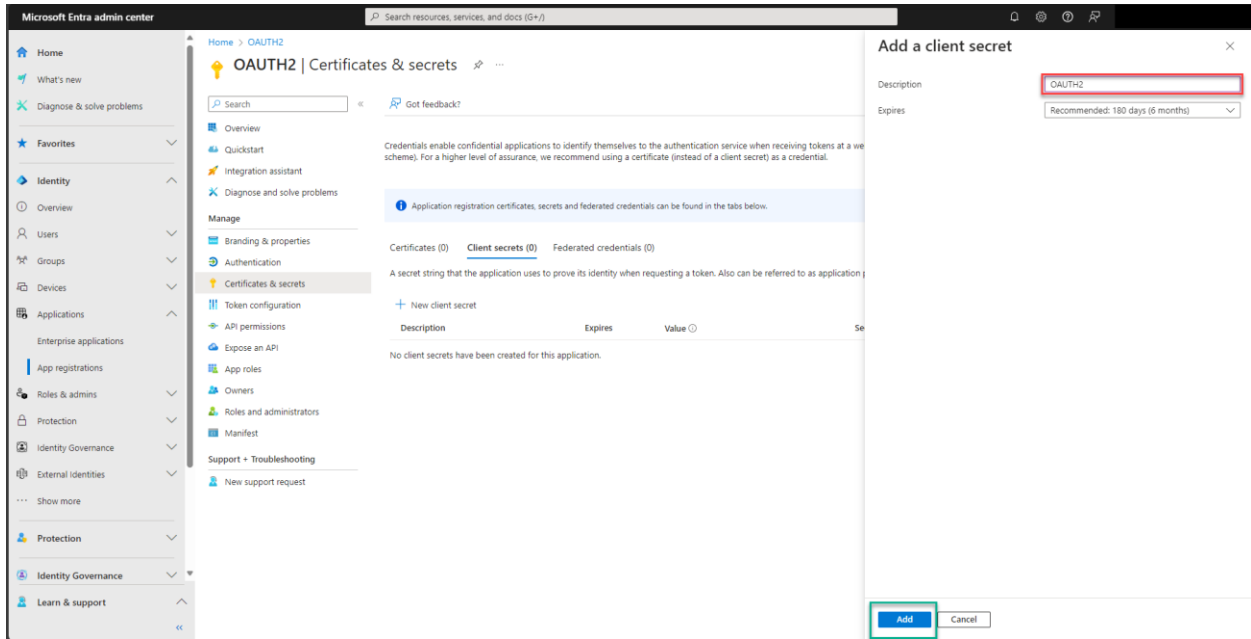 Microsoft Entra admin center
Search resources, services, and docs (G+/)
Home
What's new
Diagnose & solve problems
Favorites
Identity
Overview
Users
Groups
Devices
Applications
Enterprise applications
App registrations
Roles & admins
Protection
Identity Governance
External Identities
Show more
Protection
Identity Governance
Learn & support
Home > OAUTH2
OAUTH2 | Certificates & secrets
Search
Overview
Quickstart
Integration assistant
Diagnose and solve problems
Manage
Branding & properties
Authentication
Certificates & secrets
Token configuration
API permissions
Expose an API
App roles
Owners
Roles and administrators
Manifest
Support + Troubleshooting
New support request
Got feedback?
Credentials enable confidential applications to identify themselves to the authentication service when receiving tokens at a we
scheme). For a higher level of assurance, we recommend using a certificate (instead of a client secret) as a credential.
Application registration certificates, secrets and federated credentials can be found in the tabs below.
Certificates (0) Client secrets (0) Federated credentials (0)
A secret string that the application uses to prove its identity when requesting a token. Also can be referred to as application p
New client secret
Description Expires Value Se
No client secrets have been created for this application.
Add a client secret
Description OAUTH2
Expires Recommended: 180 days (6 months)
Add Cancel